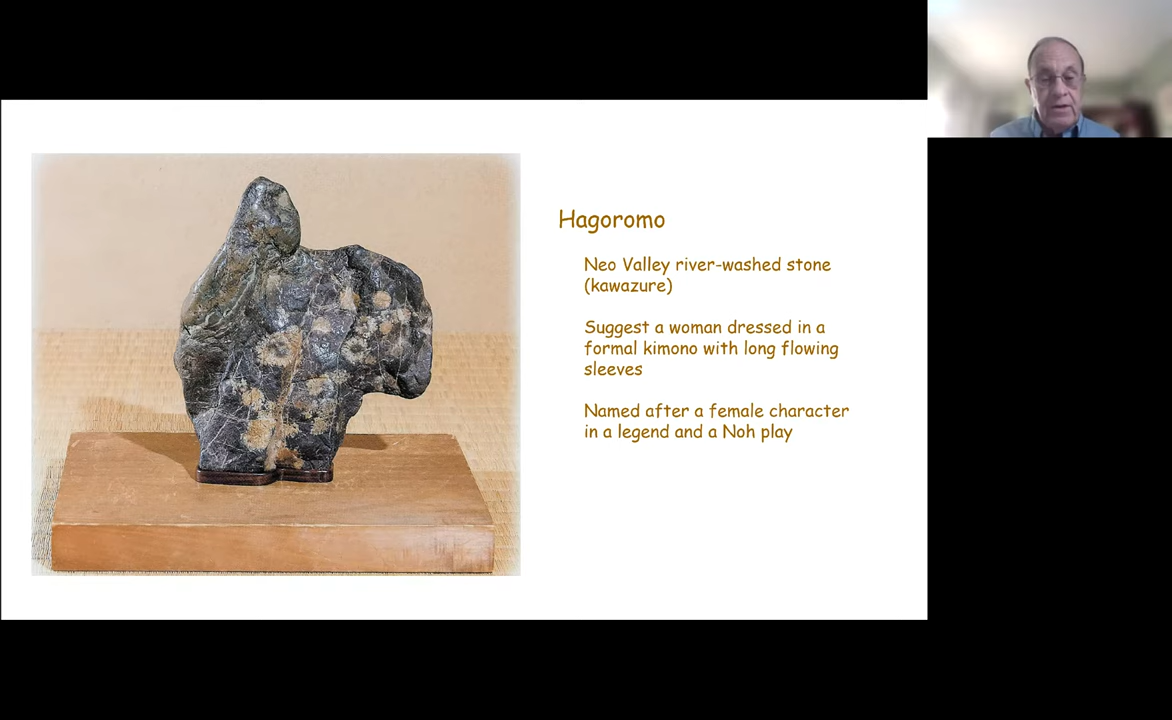 Hagoromo
Neo Valley river-washed stone
(kawazure)
Suggest a woman dressed in a
formal kimono with long flowing
sleeves
Named after a female character
in a legend and a Noh play